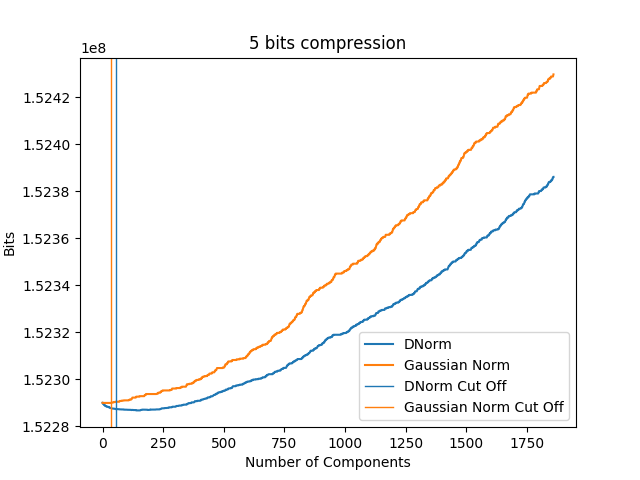 5 bits compression
1e8
1.5242
1.5240
1.5238
1.5236
1.5234
1.5232
1.5230
1.5228
Bits
DNorm
Gaussian Norm
DNorm Cut Off
Gaussian Norm Cut Off
0 250 500 750 1000 1250 1500 1750
Number of Components